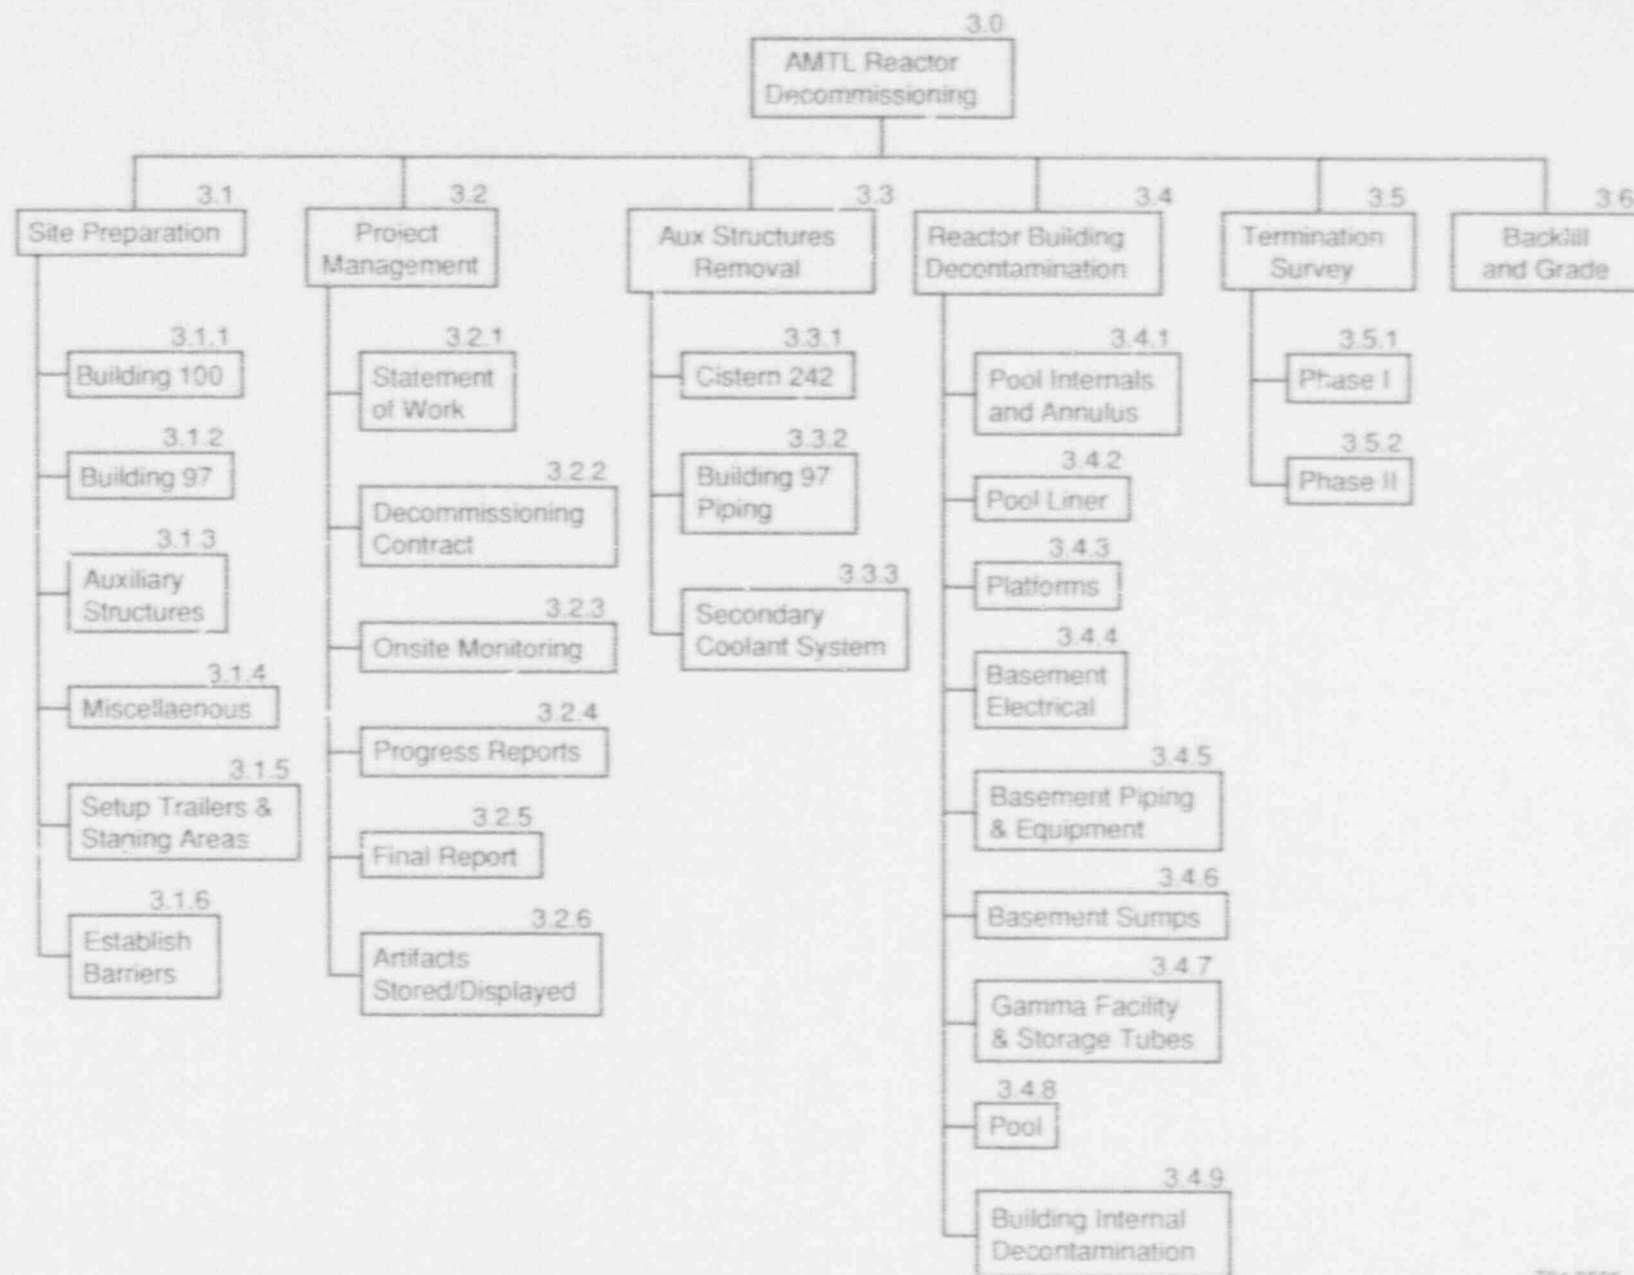 3.0
AMTL Reactor
Decommissioning
3.1
Site Preparation
3.1.1
Building 100
3.1.2
Building 97
3.1.3
Auxiliary
Structures
3.1.4
Miscellaenous
3.1.5
Setup Trailers &
Staning Areas
3.1.6
Establish
Barriers
3.2
Project
Management
3.2.1
Statement
of Work
3.2.2
Decommissioning
Contract
3.2.3
Onsite Monitoring
3.2.4
Progress Reports
3.2.5
Final Report
3.2.6
Artifacts
Stored/Displayed
3.3
Aux Structures
Removal
3.3.1
Cistern 242
3.3.2
Building 97
Piping
3.3.3
Secondary
Coolant System
3.4
Reactor Building
Decontamination
3.4.1
Pool Internals
and Annulus
3.4.2
Pool Liner
3.4.3
Platforms
3.4.4
Basement
Electrical
3.4.5
Basement Piping
& Equipment
3.4.6
Basement Sumps
3.4.7
Gamma Facility
& Storage Tubes
3.4.8
Pool
3.4.9
Building Internal
Decontamination
3.5
Termination
Survey
3.5.1
Phase I
3.5.2
Phase II
3.6
Backfill
and Grade